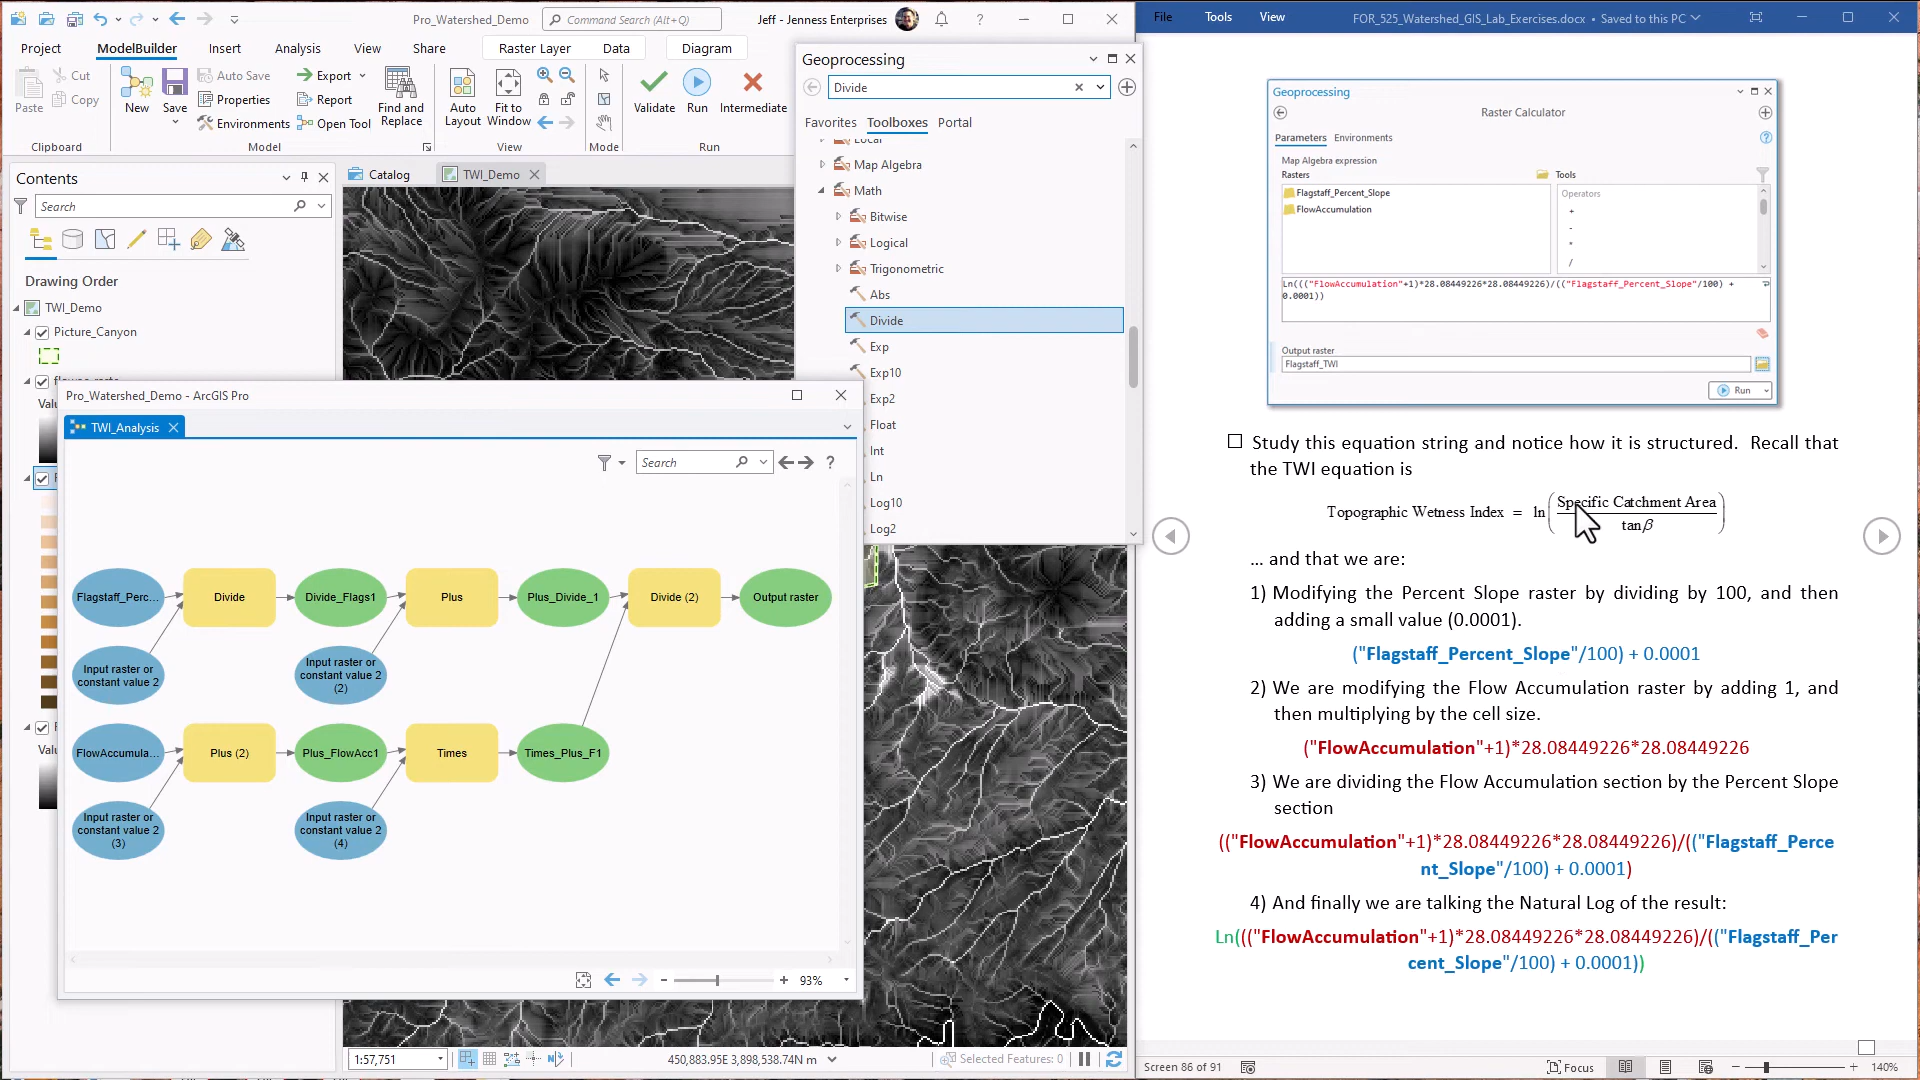 Pro_Watershed_Demo
Command Search (Alt+Q)
Jeff - Jenness Enterprises
?
Project
ModelBuilder
Insert
Analysis
View
Share
Raster Layer
Data
Diagram
Paste
Cut
Copy
Clipboard
New
Save
Auto Save
Properties
Environments
Export
Report
Open Tool
Find and
Replace
Model
Auto
Layout
Fit to
Window
View
Mode
Validate
Run
Intermediate
Run
Contents
Search
Drawing Order
TWI_Demo
Picture_Canyon
Catalog
TWI_Demo
Geoprocessing
Divide
Favorites
Toolboxes
Portal
Local
Map Algebra
Math
Bitwise
Logical
Trigonometric
Abs
Divide
Exp
Exp10
Exp2
Float
Int
Ln
Log10
Log2
Pro_Watershed_Demo - ArcGIS Pro
TWI_Analysis
Search
?
Flagstaff_Perc...
Divide
Divide_Flags1
Plus
Plus_Divide_1
Divide (2)
Output raster
Input raster or
constant value 2
Input raster or
constant value 2
(2)
FlowAccumula...
Plus (2)
Plus_FlowAcc1
Times
Times_Plus_F1
Input raster or
constant value 2
(3)
Input raster or
constant value 2
(4)
93%
1:57,751
450,883.95E 3,898,538.74N m
Selected Features: 0
File
Tools
View
FOR_525_Watershed_GIS_Lab_Exercises.docx • Saved to this PC
Geoprocessing
Raster Calculator
Parameters
Environments
Map Algebra expression
Rasters
Tools
Flagstaff_Percent_Slope
FlowAccumulation
Operators
+
-
*
/
Ln((("FlowAccumulation"+1)*28.08449226*28.08449226)/(("Flagstaff_Percent_Slope"/100) +
0.0001))
Output raster
Flagstaff_TWI
Run
Study this equation string and notice how it is structured. Recall that
the TWI equation is
Topographic Wetness Index = ln(Specific Catchment Area
tanβ)
... and that we are:
1) Modifying the Percent Slope raster by dividing by 100, and then
adding a small value (0.0001).
("Flagstaff_Percent_Slope"/100) + 0.0001
2) We are modifying the Flow Accumulation raster by adding 1, and
then multiplying by the cell size.
("FlowAccumulation"+1)*28.08449226*28.08449226
3) We are dividing the Flow Accumulation section by the Percent Slope
section
(("FlowAccumulation"+1)*28.08449226*28.08449226)/(("Flagstaff_Perce
nt_Slope"/100) + 0.0001)
4) And finally we are talking the Natural Log of the result:
Ln((("FlowAccumulation"+1)*28.08449226*28.08449226)/(("Flagstaff_Per
cent_Slope"/100) + 0.0001))
Screen 86 of 91
Focus
140%